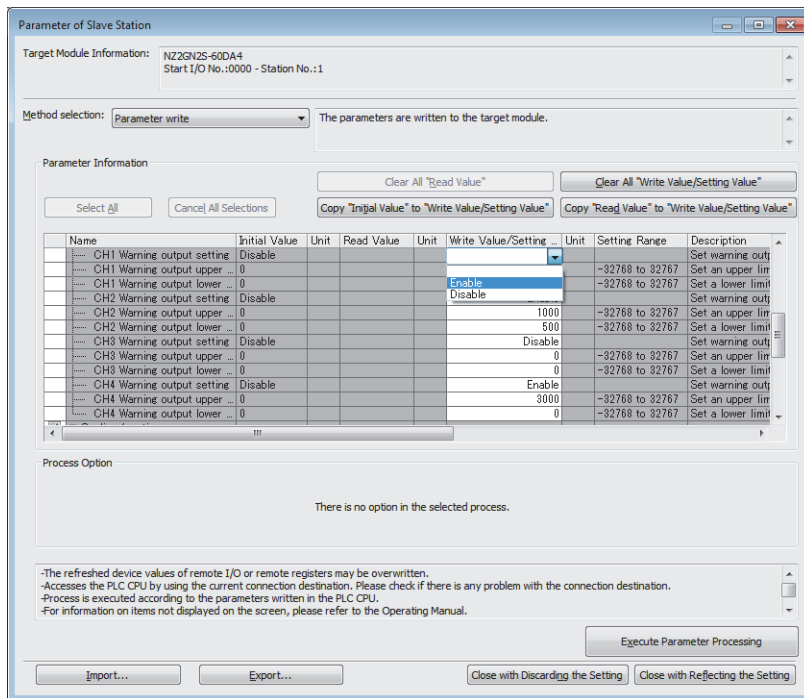 Parameter of Slave Station
Target Module Information: NZ2GN2S-60DA4
Start I/O No.:0000 - Station No.:1
Method selection: Parameter write The parameters are written to the target module.
Parameter Information
Clear All "Read Value" Clear All "Write Value/Setting Value"
Select All Cancel All Selections Copy "Initial Value" to "Write Value/Setting Value" Copy "Read Value" to "Write Value/Setting Value"
Name Initial Value Unit Read Value Unit Write Value/Setting ... Unit Setting Range Description
CH1 Warning output setting Disable Set warning outp
CH1 Warning output upper ... 0 -32768 to 32767 Set an upper lim
CH1 Warning output lower ... 0 Enable -32768 to 32767 Set a lower limit
CH2 Warning output setting Disable Disable Set warning outp
CH2 Warning output upper ... 0 1000 -32768 to 32767 Set an upper lim
CH2 Warning output lower ... 0 500 -32768 to 32767 Set a lower limit
CH3 Warning output setting Disable Disable Set warning outp
CH3 Warning output upper ... 0 0 -32768 to 32767 Set an upper lim
CH3 Warning output lower ... 0 0 -32768 to 32767 Set a lower limit
CH4 Warning output setting Disable Enable Set warning outp
CH4 Warning output upper ... 0 3000 -32768 to 32767 Set an upper lim
CH4 Warning output lower ... 0 0 -32768 to 32767 Set a lower limit
Process Option
There is no option in the selected process.
-The refreshed device values of remote I/O or remote registers may be overwritten.
-Accesses the PLC CPU by using the current connection destination. Please check if there is any problem with the connection destination.
-Process is executed according to the parameters written in the PLC CPU.
-For information on items not displayed on the screen, please refer to the Operating Manual.
Execute Parameter Processing
Import... Export... Close with Discarding the Setting Close with Reflecting the Setting